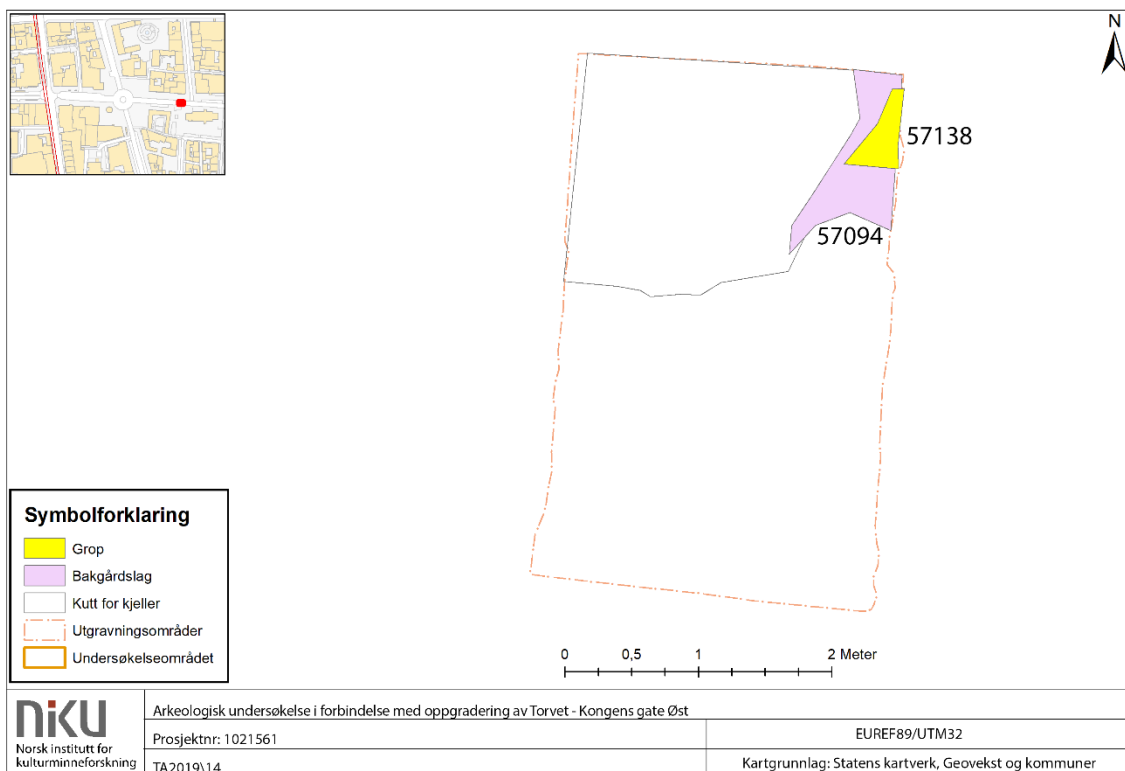 N
57138
57094
Symbolforklaring
Grop
Bakgårdslag
Kutt for kjeller
Utgravningsområder
Undersøkelseområdet
0 0,5 1 2 Meter
niku
Norsk institutt for
kulturminneforskning
Arkeologisk undersøkelse i forbindelse med oppgradering av Torvet - Kongens gate Øst
Prosjektnr: 1021561
EUREF89/UTM32
TA2019\14
Kartgrunnlag: Statens kartverk, Geovekst og kommuner